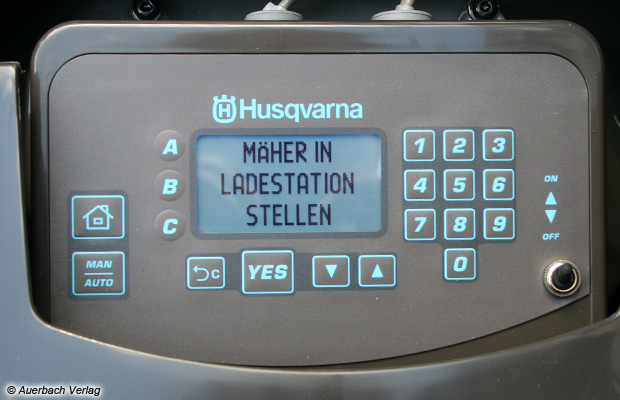 Husqvarna
A
B
C
MÄHER IN
LADESTATION
STELLEN
1 2 3
4 5 6
7 8 9
0
ON
OFF
MAN
AUTO
C
YES
© Auerbach Verlag